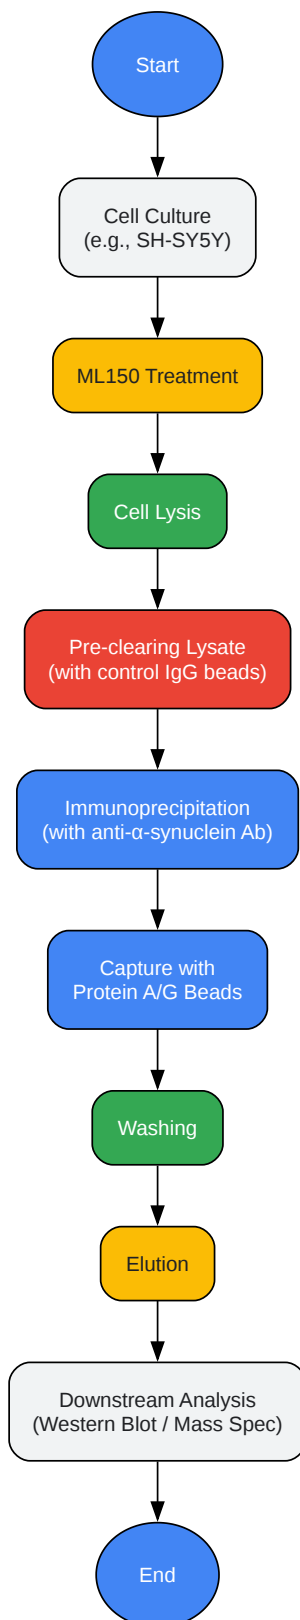 Start
Cell Culture
(e.g., SH-SY5Y)
ML150 Treatment
Cell Lysis
Pre-clearing Lysate
(with control IgG beads)
Immunoprecipitation
(with anti-α-synuclein Ab)
Capture with
Protein A/G Beads
Washing
Elution
Downstream Analysis
(Western Blot / Mass Spec)
End